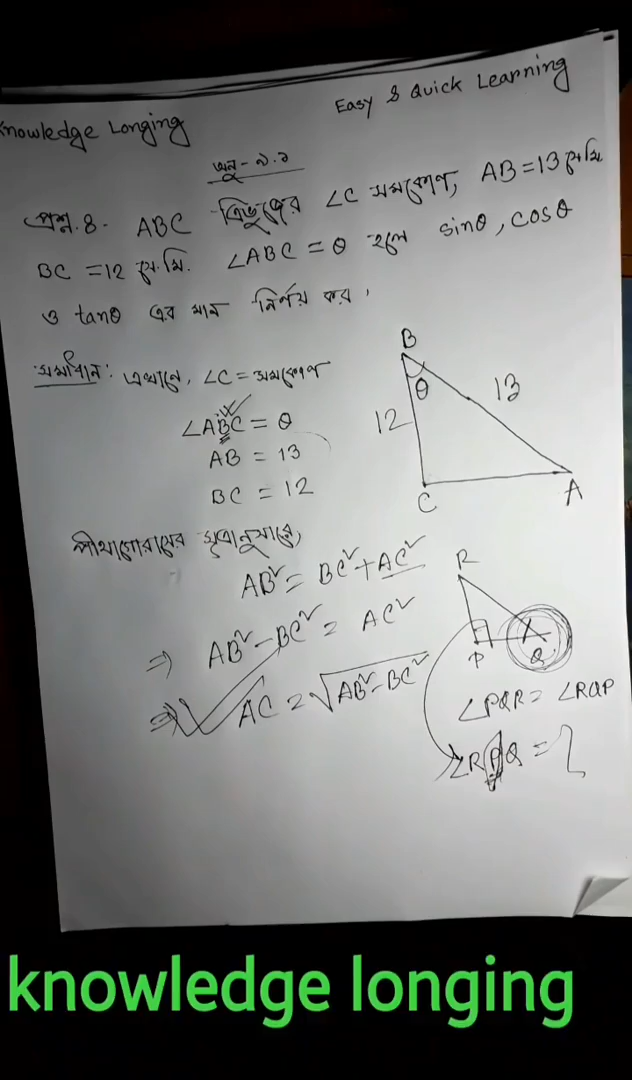 Knowledge Longing
Easy & Quick Learning
অনু - ৯.১
প্রশ্ন.৪. ABC ত্রিভুজের ∠C সমকোণ, AB = 13 সে.মি.
BC = 12 সে.মি. ∠ABC = θ হলে sinθ, cosθ
ও tanθ এর মান নির্ণয় কর।
সমাধান: এখানে, ∠C = সমকোণ
∠ABC = θ
AB = 13
BC = 12
B
θ
13
12
C
A
পীথাগোরাসের সূত্রানুসারে,
AB² = BC² + AC²
⇒ AB² - BC² = AC²
⇒ AC = √AB² - BC²
R
P
Q
∠PQR = ∠RQP
∠RPQ =
knowledge longing